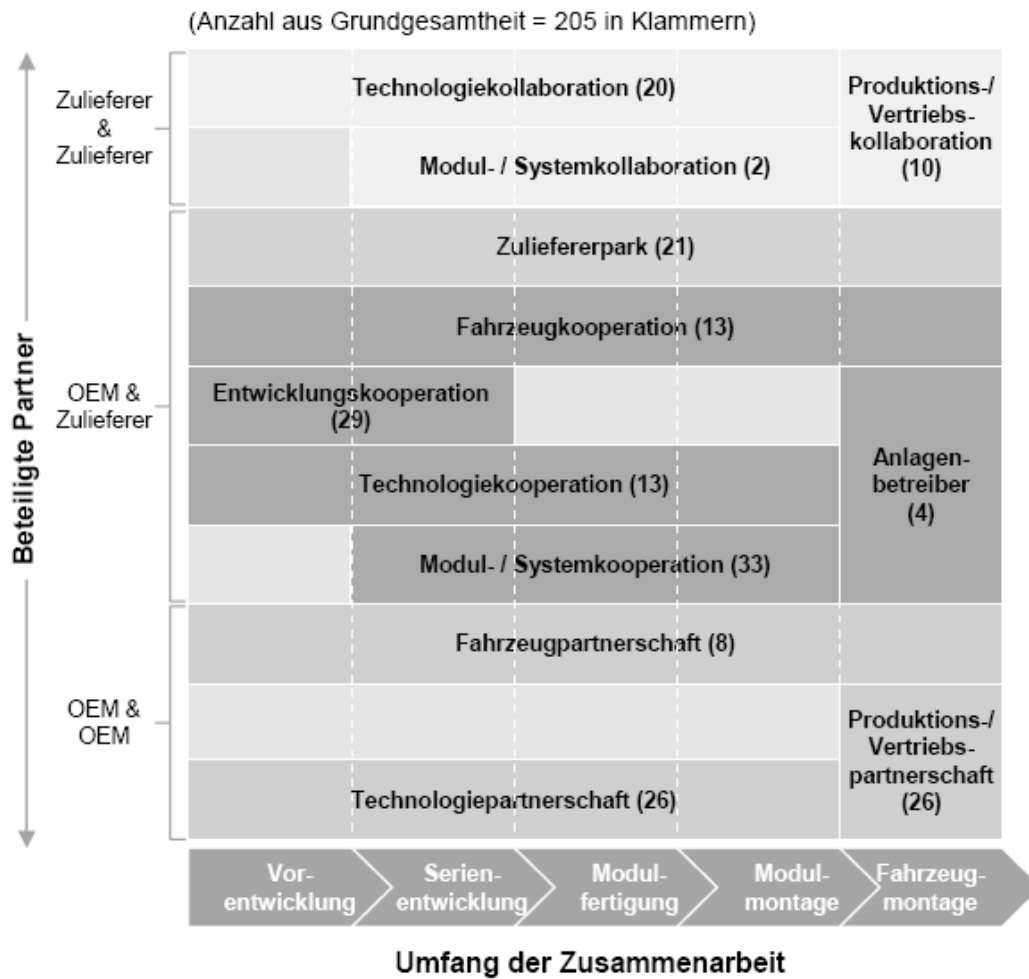 (Anzahl aus Grundgesamtheit = 205 in Klammern)
Beteiligte Partner
Zulieferer
&
Zulieferer
Technologiekollaboration (20)
Modul- / Systemkollaboration (2)
Produktions-/
Vertriebs-
kollaboration
(10)
OEM &
Zulieferer
Zuliefererpark (21)
Fahrzeugkooperation (13)
Entwicklungskooperation
(29)
Technologiekooperation (13)
Modul- / Systemkooperation (33)
Anlagen-
betreiber
(4)
OEM &
OEM
Fahrzeugpartnerschaft (8)
Technologiepartnerschaft (26)
Produktions-/
Vertriebs-
partnerschaft
(26)
Vor-
entwicklung
Serien-
entwicklung
Modul-
fertigung
Modul-
montage
Fahrzeug-
montage
Umfang der Zusammenarbeit